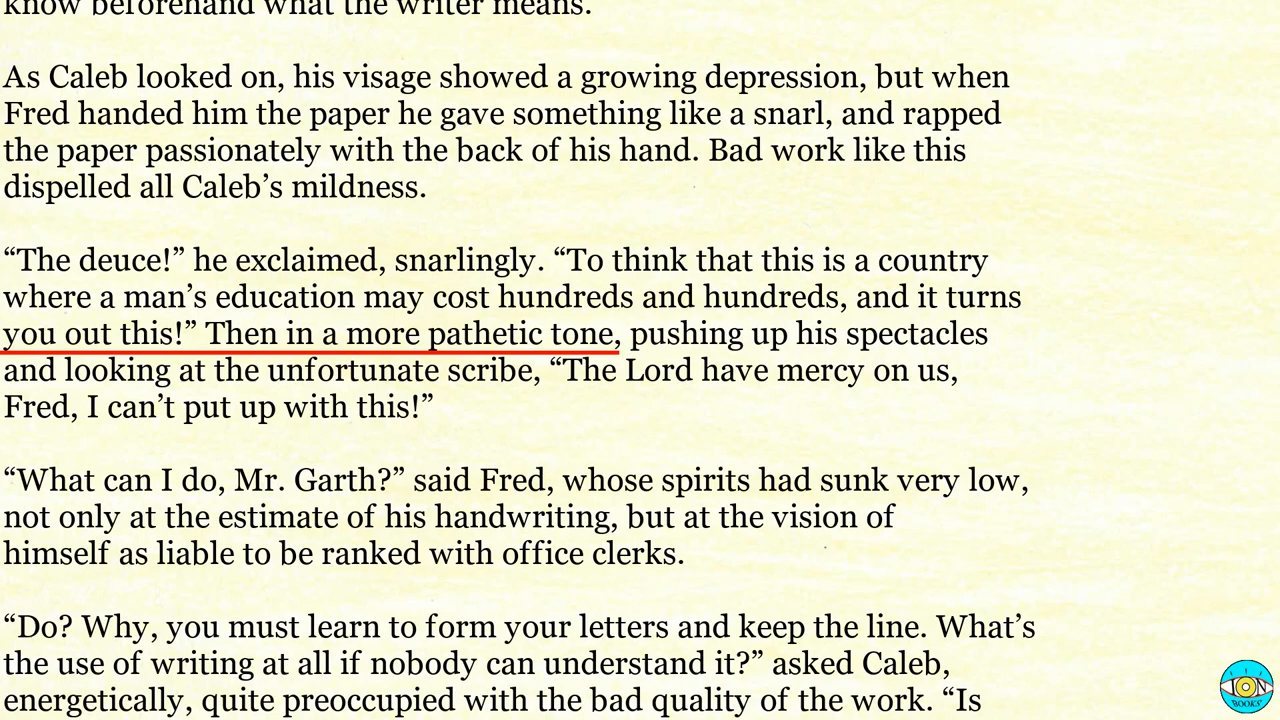 know beforehand what the writer means.
As Caleb looked on, his visage showed a growing depression, but when
Fred handed him the paper he gave something like a snarl, and rapped
the paper passionately with the back of his hand. Bad work like this
dispelled all Caleb’s mildness.
“The deuce!” he exclaimed, snarlingly. “To think that this is a country
where a man’s education may cost hundreds and hundreds, and it turns
you out this!” Then in a more pathetic tone, pushing up his spectacles
and looking at the unfortunate scribe, “The Lord have mercy on us,
Fred, I can’t put up with this!”
“What can I do, Mr. Garth?” said Fred, whose spirits had sunk very low,
not only at the estimate of his handwriting, but at the vision of
himself as liable to be ranked with office clerks.
“Do? Why, you must learn to form your letters and keep the line. What’s
the use of writing at all if nobody can understand it?” asked Caleb,
energetically, quite preoccupied with the bad quality of the work. “Is
ION
BOOKS